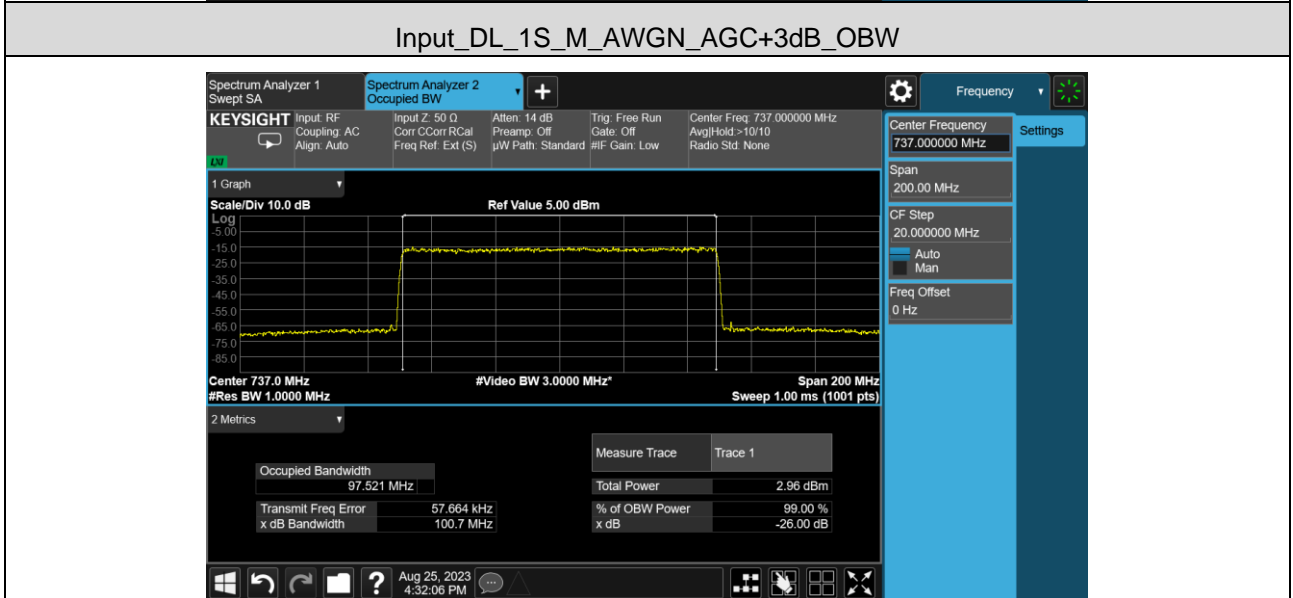 Input_DL_1S_M_AWGN_AGC+3dB_OBW
Spectrum Analyzer 1
Swept SA
Spectrum Analyzer 2
Occupied BW
Frequency
KEYSIGHT
LXI
Input: RF
Coupling: AC
Align: Auto
Input Z: 50 Ω
Corr CCorr RCal
Freq Ref: Ext (S)
Atten: 14 dB
Preamp: Off
µW Path: Standard
Trig: Free Run
Gate: Off
#IF Gain: Low
Center Freq: 737.000000 MHz
Avg|Hold:>10/10
Radio Std: None
Center Frequency
737.000000 MHz
Settings
Span
200.00 MHz
CF Step
20.000000 MHz
Auto
Man
Freq Offset
0 Hz
1 Graph
Scale/Div 10.0 dB
Ref Value 5.00 dBm
Log
-5.00
-15.0
-25.0
-35.0
-45.0
-55.0
-65.0
-75.0
-85.0
Center 737.0 MHz
#Video BW 3.0000 MHz*
Span 200 MHz
#Res BW 1.0000 MHz
Sweep 1.00 ms (1001 pts)
2 Metrics
Measure Trace
Trace 1
Occupied Bandwidth
97.521 MHz
Total Power
2.96 dBm
Transmit Freq Error
57.664 kHz
% of OBW Power
99.00 %
x dB Bandwidth
100.7 MHz
x dB
-26.00 dB
?
Aug 25, 2023
4:32:06 PM